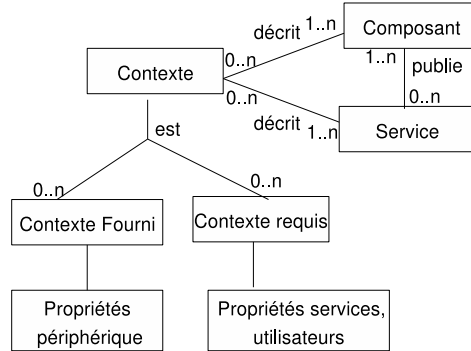 Composant
décrit
1..n
0..n
1..n
publie
Contexte
0..n
0..n
décrit
1..n
Service
est
0..n
0..n
Contexte Fourni
Contexte requis
Propriétés
périphérique
Propriétés services,
utilisateurs